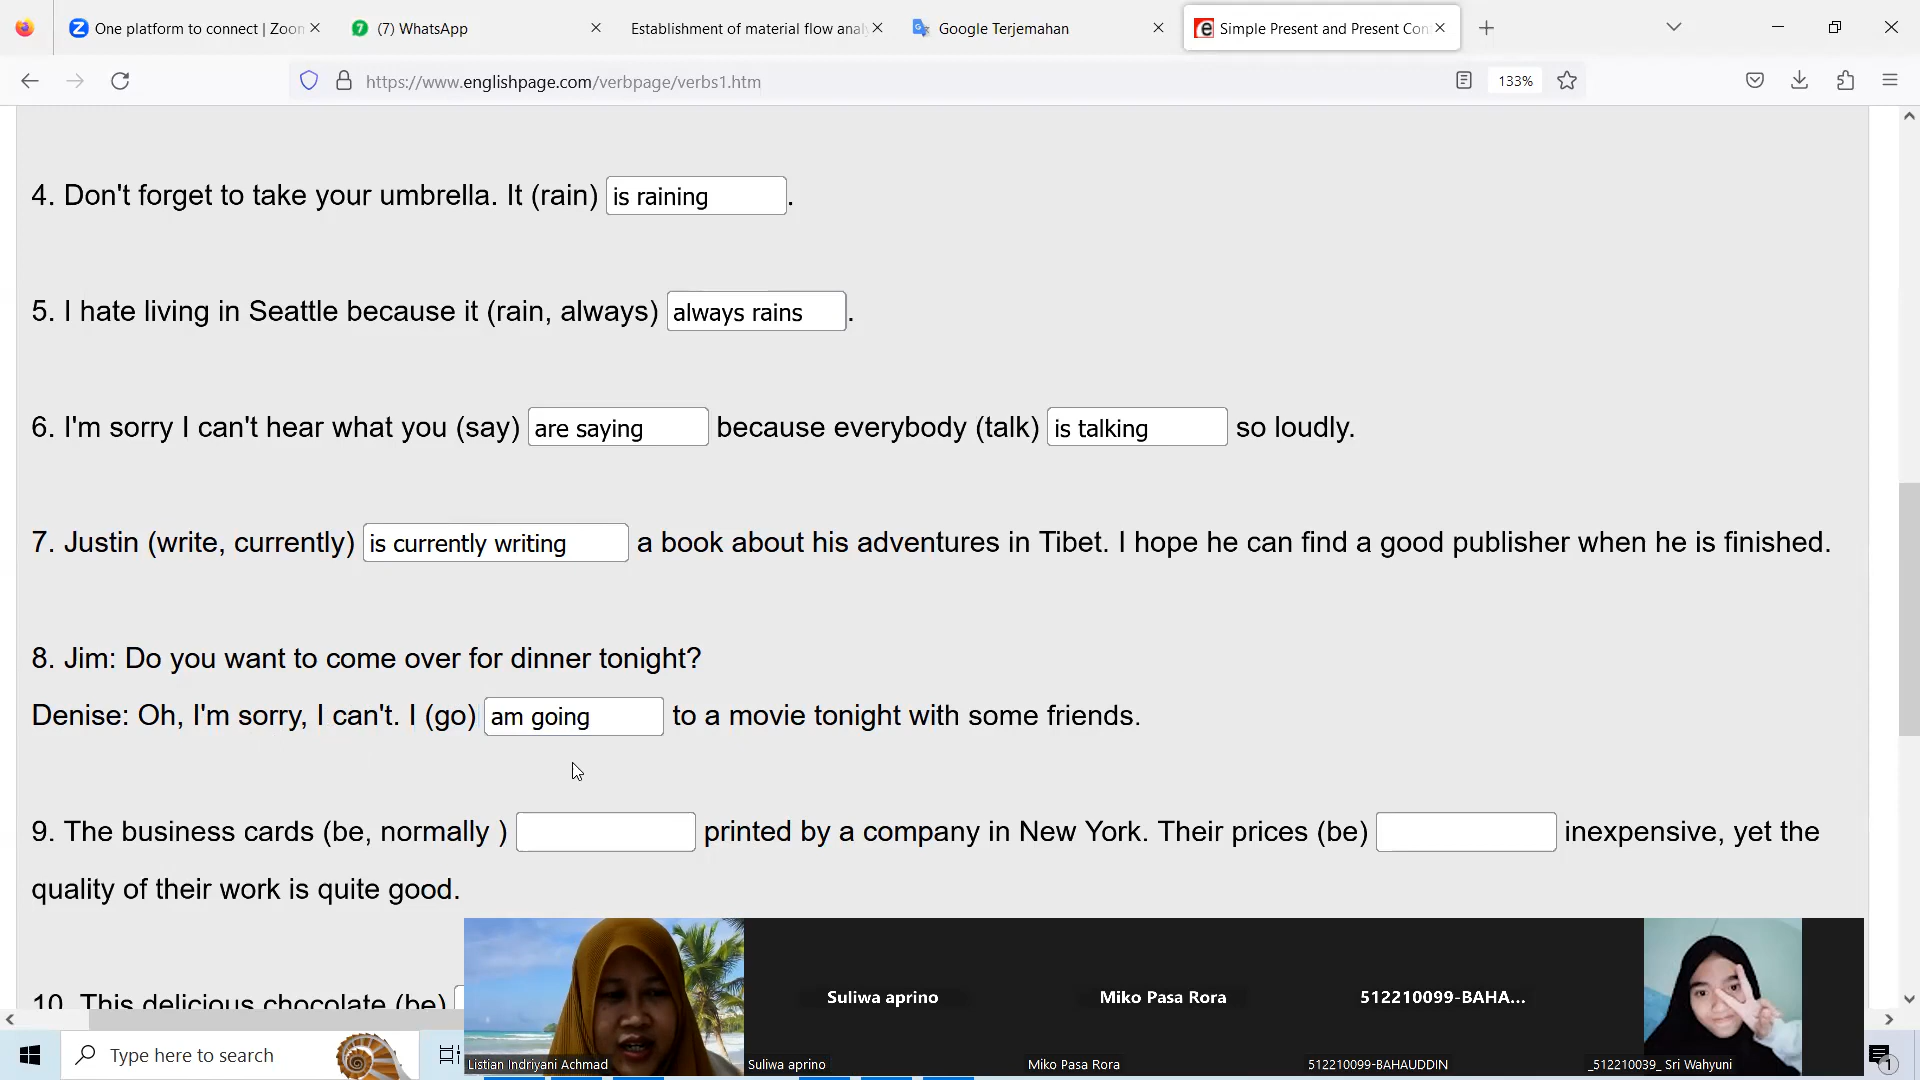 One platform to connect | Zoon
(7) WhatsApp
Establishment of material flow analy
Google Terjemahan
Simple Present and Present Con
https://www.englishpage.com/verbpage/verbs1.htm
133%
4. Don't forget to take your umbrella. It (rain) is raining.
5. I hate living in Seattle because it (rain, always) always rains.
6. I'm sorry I can't hear what you (say) are saying because everybody (talk) is talking so loudly.
7. Justin (write, currently) is currently writing a book about his adventures in Tibet. I hope he can find a good publisher when he is finished.
8. Jim: Do you want to come over for dinner tonight?
Denise: Oh, I'm sorry, I can't. I (go) am going to a movie tonight with some friends.
9. The business cards (be, normally ) printed by a company in New York. Their prices (be) inexpensive, yet the
quality of their work is quite good.
10. This delicious chocolate (be)
Suliwa aprino
Miko Pasa Rora
512210099-BAHA...
Listian Indriyani Achmad
Suliwa aprino
Miko Pasa Rora
512210099-BAHAUDDIN
_512210039_ Sri Wahyuni
Type here to search
1